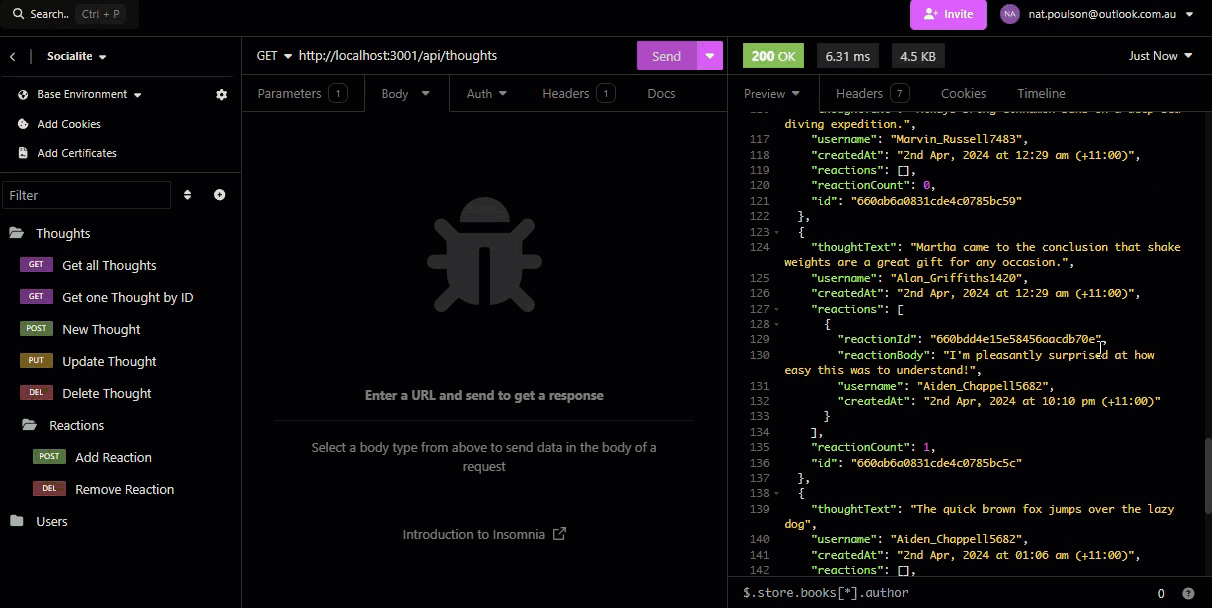 Search.. Ctrl + P
Invite
NA nat.poulson@outlook.com.au
Socialite
GET http://localhost:3001/api/thoughts
Send
200 OK 6.31 ms 4.5 KB Just Now
Base Environment
Add Cookies
Add Certificates
Parameters 1 Body Auth Headers 1 Docs
Preview Headers 7 Cookies Timeline
Filter
Thoughts
GET Get all Thoughts
GET Get one Thought by ID
POST New Thought
PUT Update Thought
DEL Delete Thought
Reactions
POST Add Reaction
DEL Remove Reaction
Users
Enter a URL and send to get a response
Select a body type from above to send data in the body of a
request
Introduction to Insomnia
diving expedition.",
117 "username": "Marvin_Russell7483",
118 "createdAt": "2nd Apr, 2024 at 12:29 am (+11:00)",
119 "reactions": [],
120 "reactionCount": 0,
121 "id": "660ab6a0831cde4c0785bc59"
122 },
123 {
124 "thoughtText": "Martha came to the conclusion that shake
weights are a great gift for any occasion.",
125 "username": "Alan_Griffiths1420",
126 "createdAt": "2nd Apr, 2024 at 12:29 am (+11:00)",
127 "reactions": [
128 {
129 "reactionId": "660bdd4e15e58456aacdb70e",
130 "reactionBody": "I'm pleasantly surprised at how
easy this was to understand!",
131 "username": "Aiden_Chappell5682",
132 "createdAt": "2nd Apr, 2024 at 10:10 pm (+11:00)"
133 }
134 ],
135 "reactionCount": 1,
136 "id": "660ab6a0831cde4c0785bc5c"
137 },
138 {
139 "thoughtText": "The quick brown fox jumps over the lazy
dog",
140 "username": "Aiden_Chappell5682",
141 "createdAt": "2nd Apr, 2024 at 01:06 am (+11:00)",
142 "reactions": [],
$.store.books[*].author 0 ?